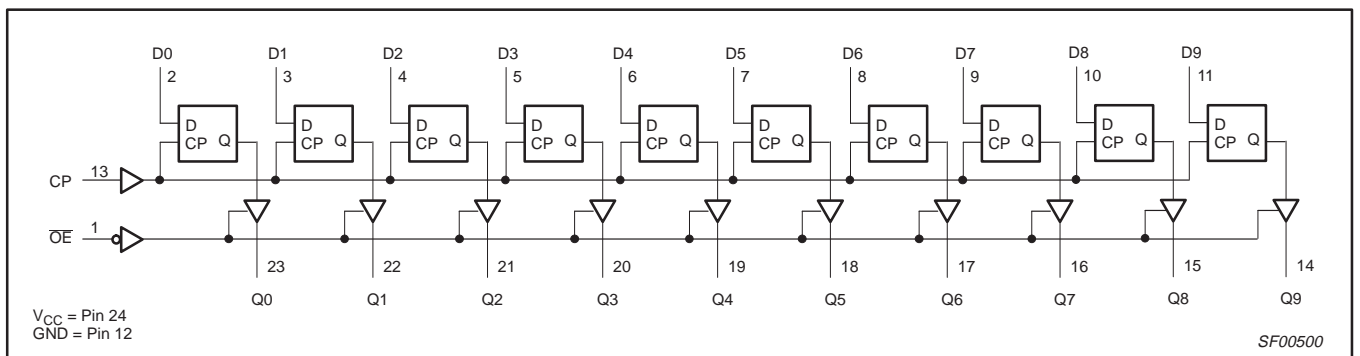 D0 D1 D2 D3 D4 D5 D6 D7 D8 D9
2 3 4 5 6 7 8 9 10 11
D D D D D D D D D D
CP Q CP Q CP Q CP Q CP Q CP Q CP Q CP Q CP Q CP Q
CP 13
OE 1
23 22 21 20 19 18 17 16 15 14
Q0 Q1 Q2 Q3 Q4 Q5 Q6 Q7 Q8 Q9
VCC = Pin 24
GND = Pin 12
SF00500